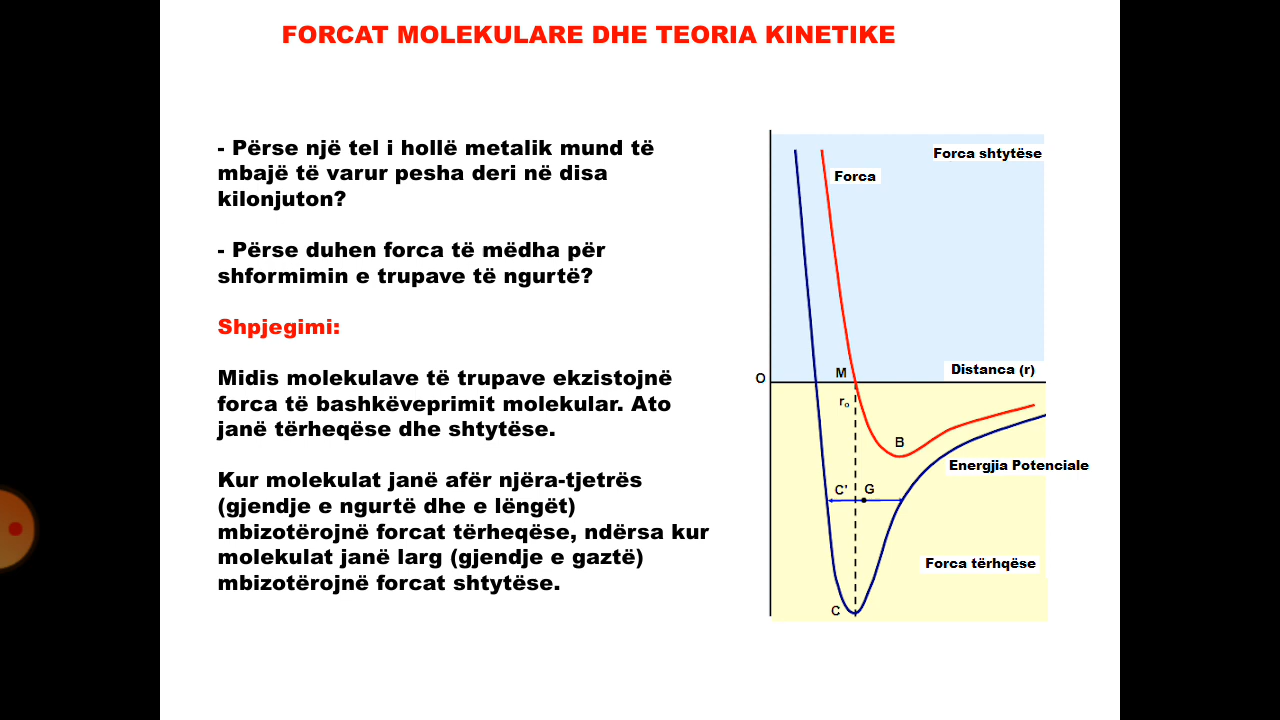 FORCAT MOLEKULARE DHE TEORIA KINETIKE
- Përse një tel i hollë metalik mund të
mbajë të varur pesha deri në disa
kilonjuton?
- Përse duhen forca të mëdha për
shformimin e trupave të ngurtë?
Shpjegimi:
Midis molekulave të trupave ekzistojnë
forca të bashkëveprimit molekular. Ato
janë tërheqëse dhe shtytëse.
Kur molekulat janë afër njëra-tjetrës
(gjendje e ngurtë dhe e lëngët)
mbizotërojnë forcat tërheqëse, ndërsa kur
molekulat janë larg (gjendje e gaztë)
mbizotërojnë forcat shtytëse.
Forca shtytëse
Forca
Distanca (r)
O
M
r₀
B
Energjia Potenciale
C' G
Forca tërhqëse
C